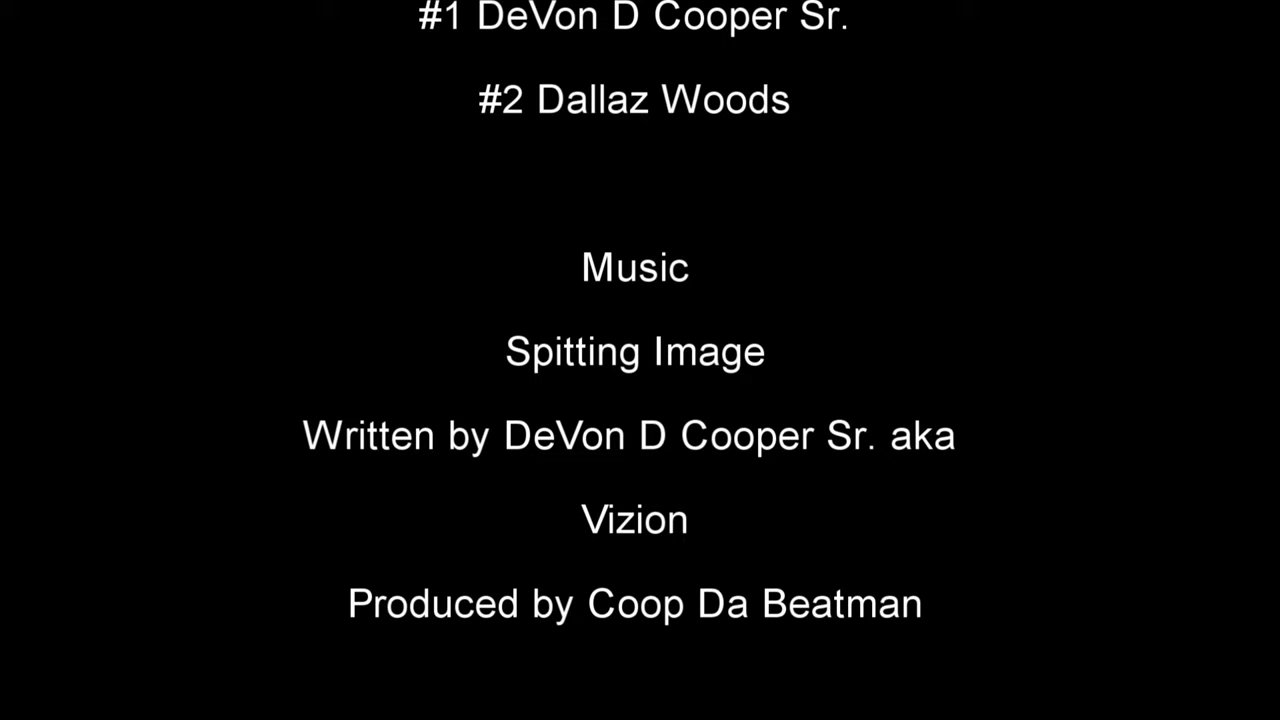 #1 DeVon D Cooper Sr.
#2 Dallaz Woods
Music
Spitting Image
Written by DeVon D Cooper Sr. aka
Vizion
Produced by Coop Da Beatman